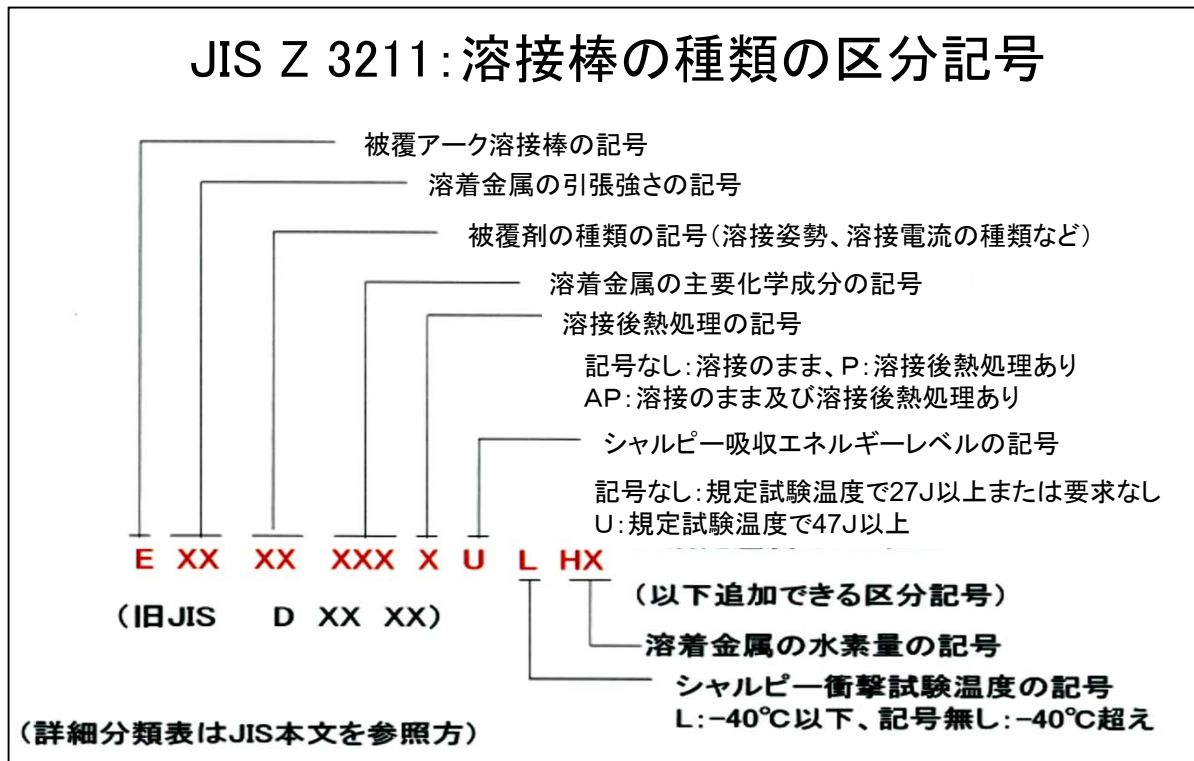 JIS Z 3211:溶接棒の種類の区分記号
被覆アーク溶接棒の記号
溶着金属の引張強さの記号
被覆剤の種類の記号(溶接姿勢、溶接電流の種類など)
溶着金属の主要化学成分の記号
溶接後熱処理の記号
記号なし:溶接のまま、P:溶接後熱処理あり
AP:溶接のまま及び溶接後熱処理あり
シャルピー吸収エネルギーレベルの記号
記号なし:規定試験温度で27J以上または要求なし
U:規定試験温度で47J以上
E XX XX XXX X U L HX
(以下追加できる区分記号)
(旧JIS D XX XX)
溶着金属の水素量の記号
シャルピー衝撃試験温度の記号
L:-40℃以下、記号無し:-40℃超え
(詳細分類表はJIS本文を参照方)